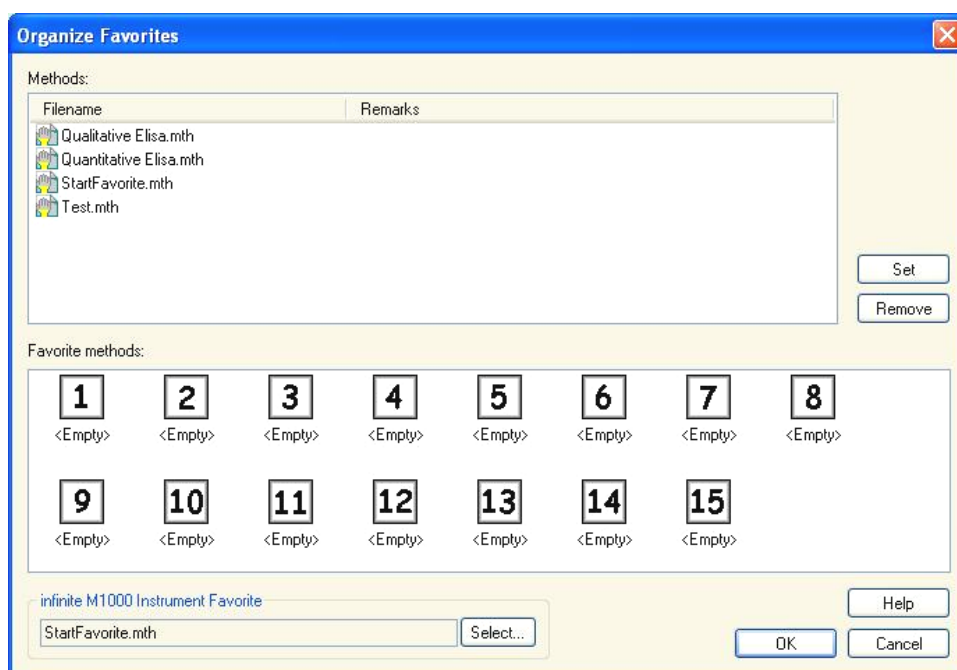 Organize Favorites
Methods:
Filename Remarks
Qualitative Elisa.mth
Quantitative Elisa.mth
StartFavorite.mth
Test.mth
Set
Remove
Favorite methods:
1 2 3 4 5 6 7 8
<Empty> <Empty> <Empty> <Empty> <Empty> <Empty> <Empty> <Empty>
9 10 11 12 13 14 15
<Empty> <Empty> <Empty> <Empty> <Empty> <Empty> <Empty>
infinite M1000 Instrument Favorite
Help
StartFavorite.mth Select...
OK Cancel